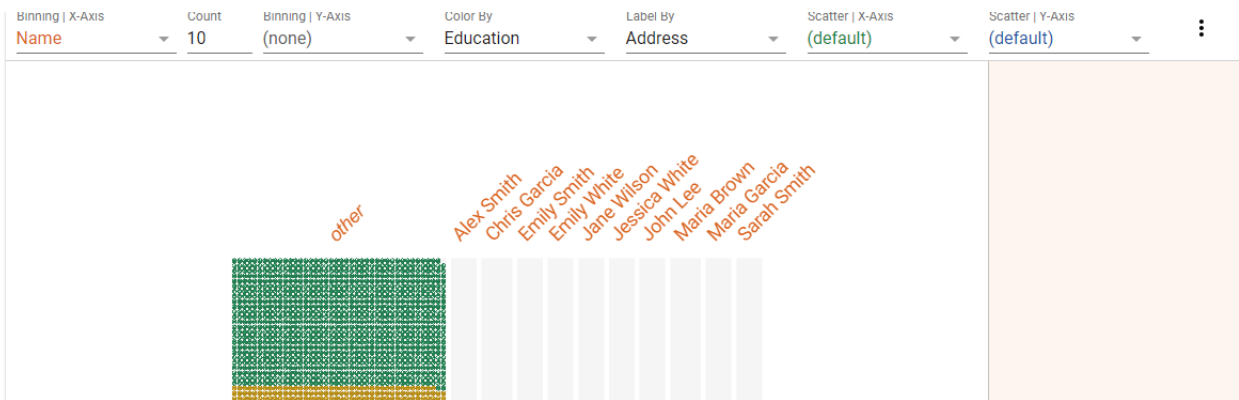 Binning | X-Axis Count Binning | Y-Axis Color By Label By Scatter | X-Axis Scatter | Y-Axis
Name 10 (none) Education Address (default) (default)
other Alex Smith Chris Garcia Emily Smith Emily White Jane Wilson Jessica White John Lee Maria Brown Maria Garcia Sarah Smith